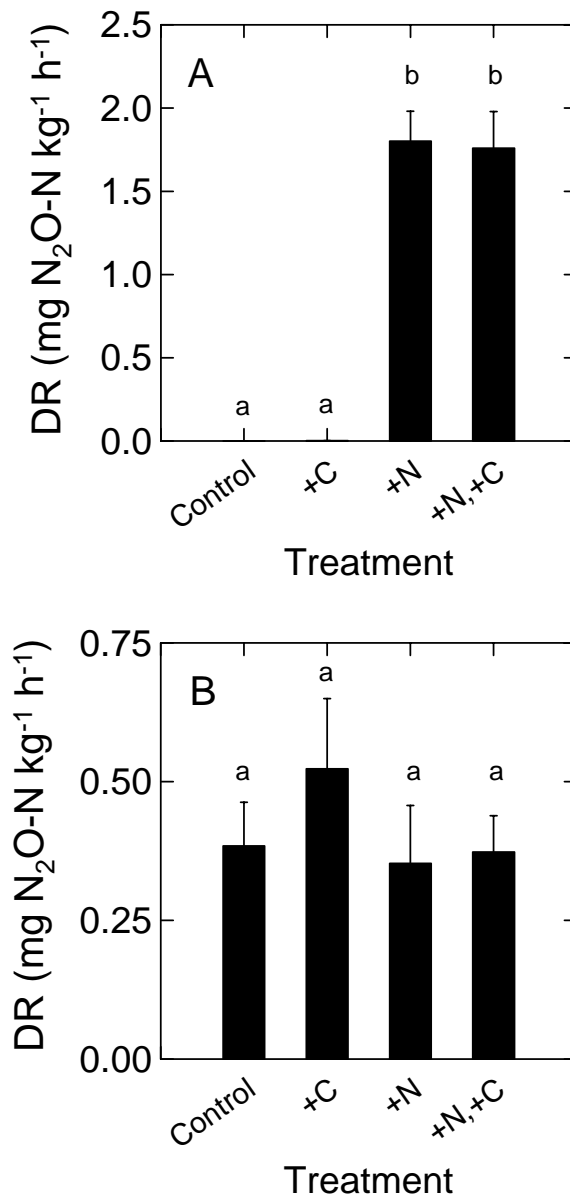 A
DR (mg N₂O-N kg⁻¹ h⁻¹)
2.5
2.0
1.5
1.0
0.5
0.0
a a b b
Control +C +N +N,+C
Treatment
B
DR (mg N₂O-N kg⁻¹ h⁻¹)
0.75
0.50
0.25
0.00
a a a a
Control +C +N +N,+C
Treatment